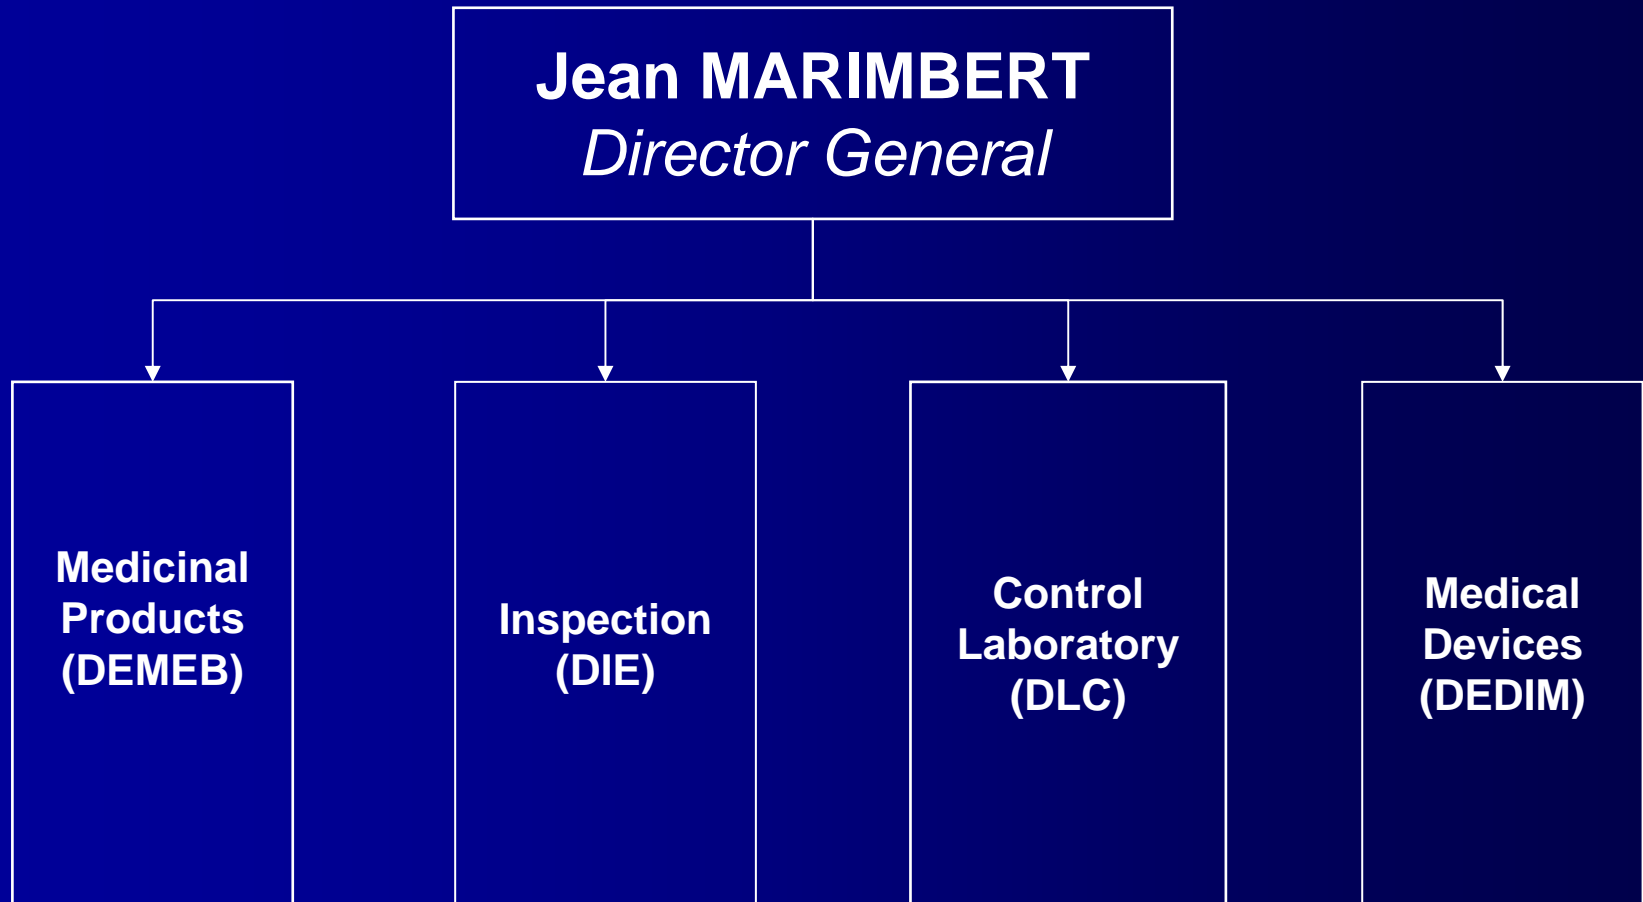 Jean MARIMBERT
Director General
Medicinal
Products
(DEMEB)
Inspection
(DIE)
Control
Laboratory
(DLC)
Medical
Devices
(DEDIM)